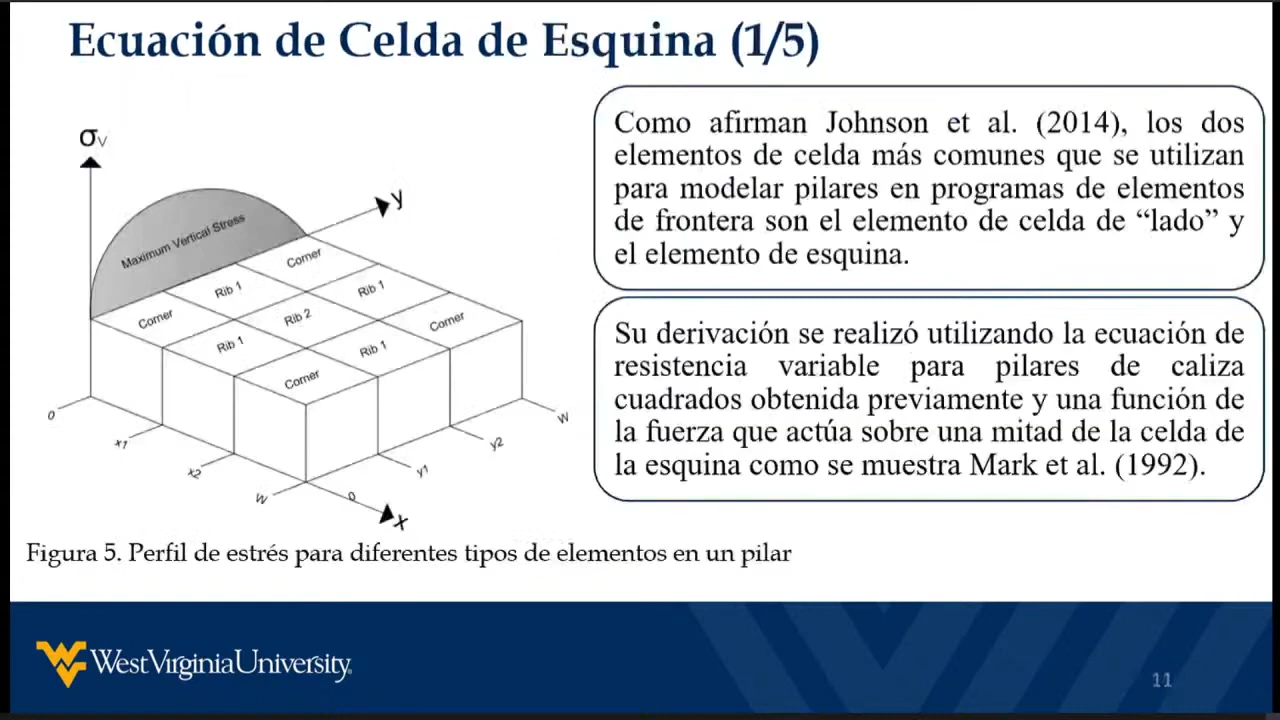 Ecuación de Celda de Esquina (1/5)
σV
Maximum Vertical Stress
y
Corner
Rib 1
Rib 1
Corner
Rib 2
Corner
Rib 1
Rib 1
Corner
0
x1
x2
W
0
y1
y2
W
x
Figura 5. Perfil de estrés para diferentes tipos de elementos en un pilar
Como afirman Johnson et al. (2014), los dos
elementos de celda más comunes que se utilizan
para modelar pilares en programas de elementos
de frontera son el elemento de celda de “lado” y
el elemento de esquina.
Su derivación se realizó utilizando la ecuación de
resistencia variable para pilares de caliza
cuadrados obtenida previamente y una función de
la fuerza que actúa sobre una mitad de la celda de
la esquina como se muestra Mark et al. (1992).
WestVirginiaUniversity.
11